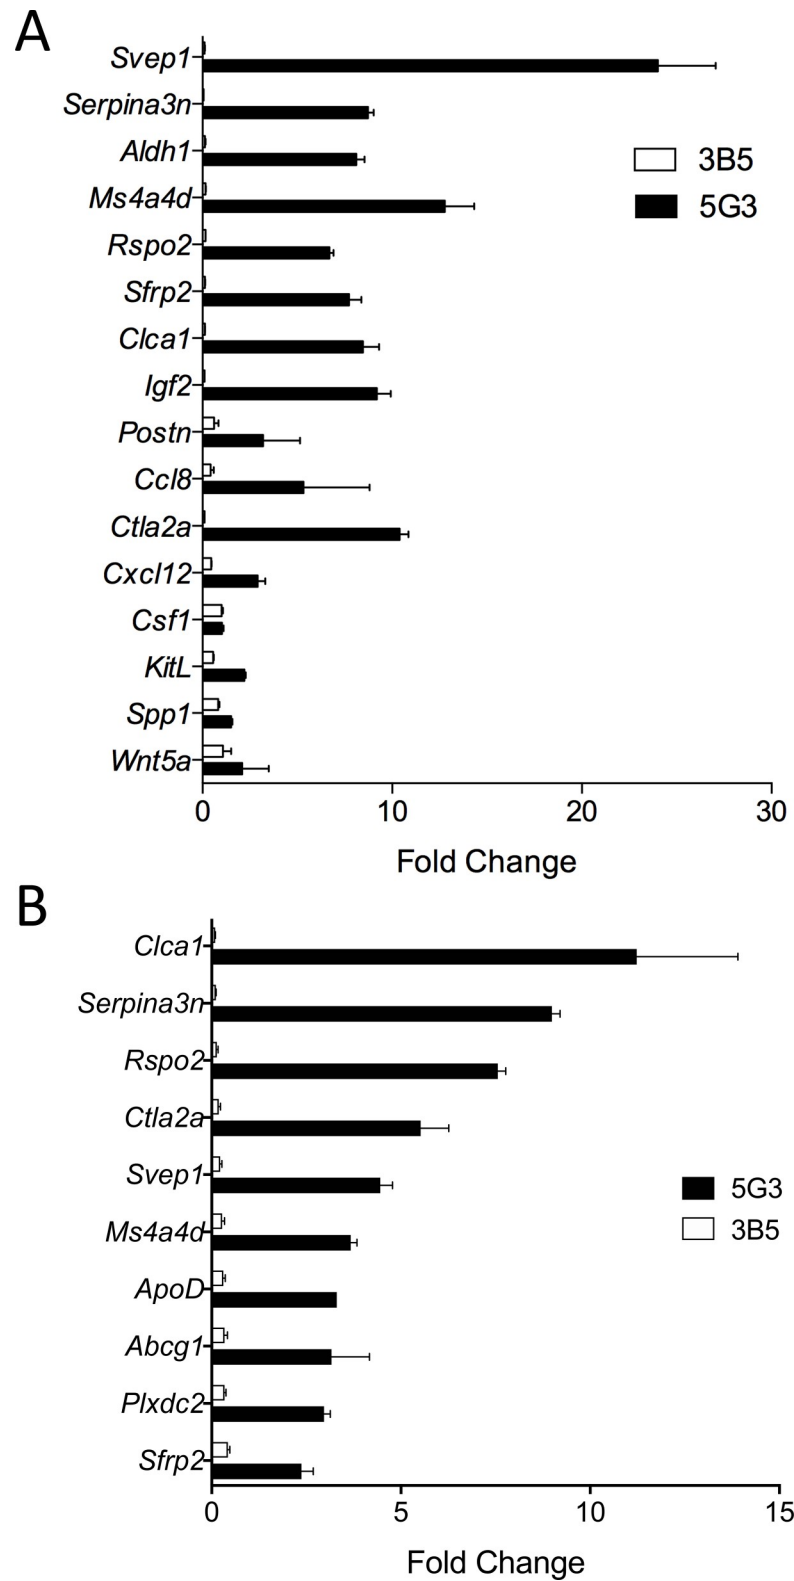 A
Svep1
Serpina3n
Aldh1
Ms4a4d
Rspo2
Sfrp2
Clca1
Igf2
Postn
Ccl8
Ctla2a
Cxcl12
Csf1
KitL
Spp1
Wnt5a
3B5
5G3
0 10 20 30
Fold Change
B
Clca1
Serpina3n
Rspo2
Ctla2a
Svep1
Ms4a4d
ApoD
Abcg1
Plxdc2
Sfrp2
5G3
3B5
0 5 10 15
Fold Change